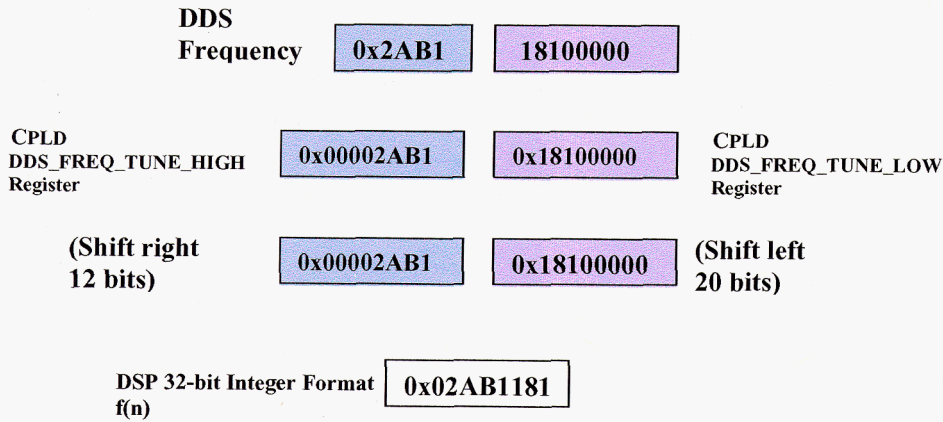 DDS
Frequency
0x2AB1 18100000
CPLD
DDS_FREQ_TUNE_HIGH
Register
0x00002AB1 0x18100000
CPLD
DDS_FREQ_TUNE_LOW
Register
(Shift right
12 bits)
0x00002AB1 0x18100000
(Shift left
20 bits)
DSP 32-bit Integer Format
f(n)
0x02AB1181